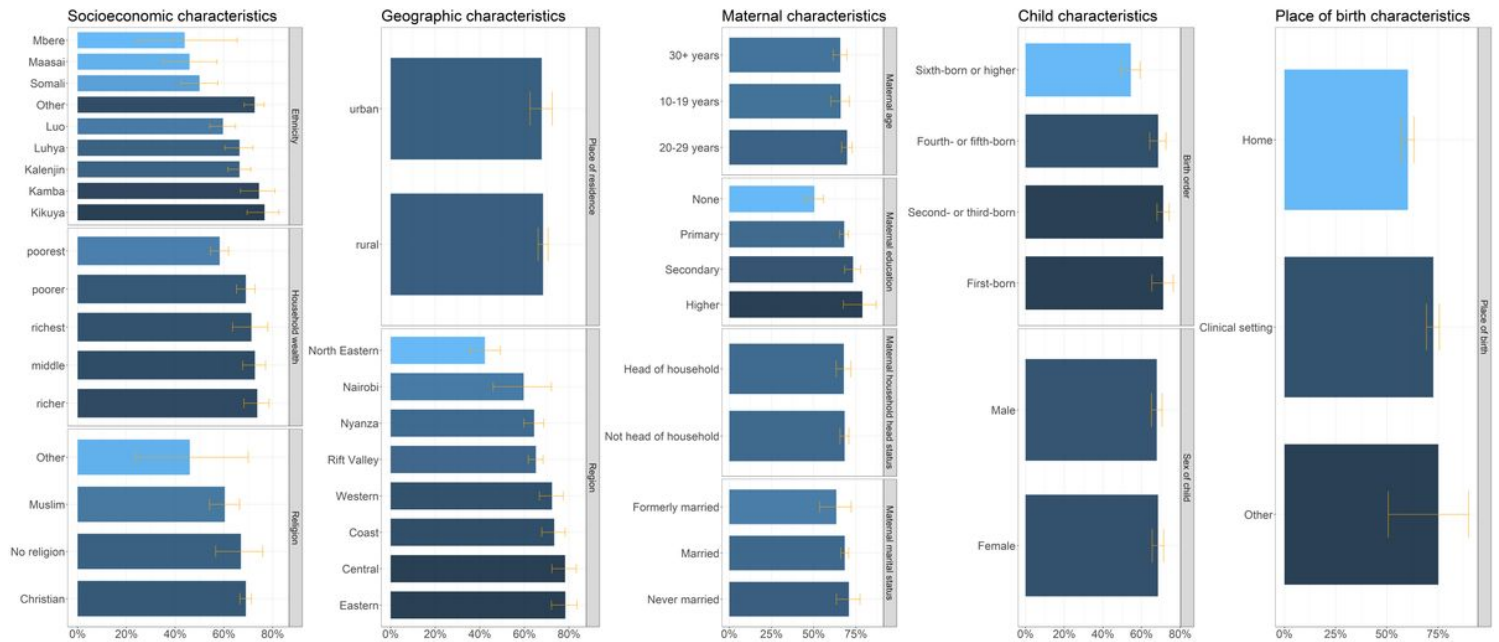 Socioeconomic characteristics
Mbere
Maasai
Somali
Other
Luo
Luhya
Kalenjin
Kamba
Kikuya
Ethnicity
poorest
poorer
richest
middle
richer
Household wealth
Other
Muslim
No religion
Christian
Religion
0% 20% 40% 60% 80%
Geographic characteristics
urban
rural
Place of residence
North Eastern
Nairobi
Nyanza
Rift Valley
Western
Coast
Central
Eastern
Region
0% 20% 40% 60% 80%
Maternal characteristics
30+ years
10-19 years
20-29 years
Maternal age
None
Primary
Secondary
Higher
Maternal education
Head of household
Not head of household
Maternal household head status
Formerly married
Married
Never married
Maternal marital status
0% 25% 50% 75%
Child characteristics
Sixth-born or higher
Fourth- or fifth-born
Second- or third-born
First-born
Birth order
Male
Female
Sex of child
0% 20% 40% 60% 80%
Place of birth characteristics
Home
Clinical setting
Other
Place of birth
0% 25% 50% 75%